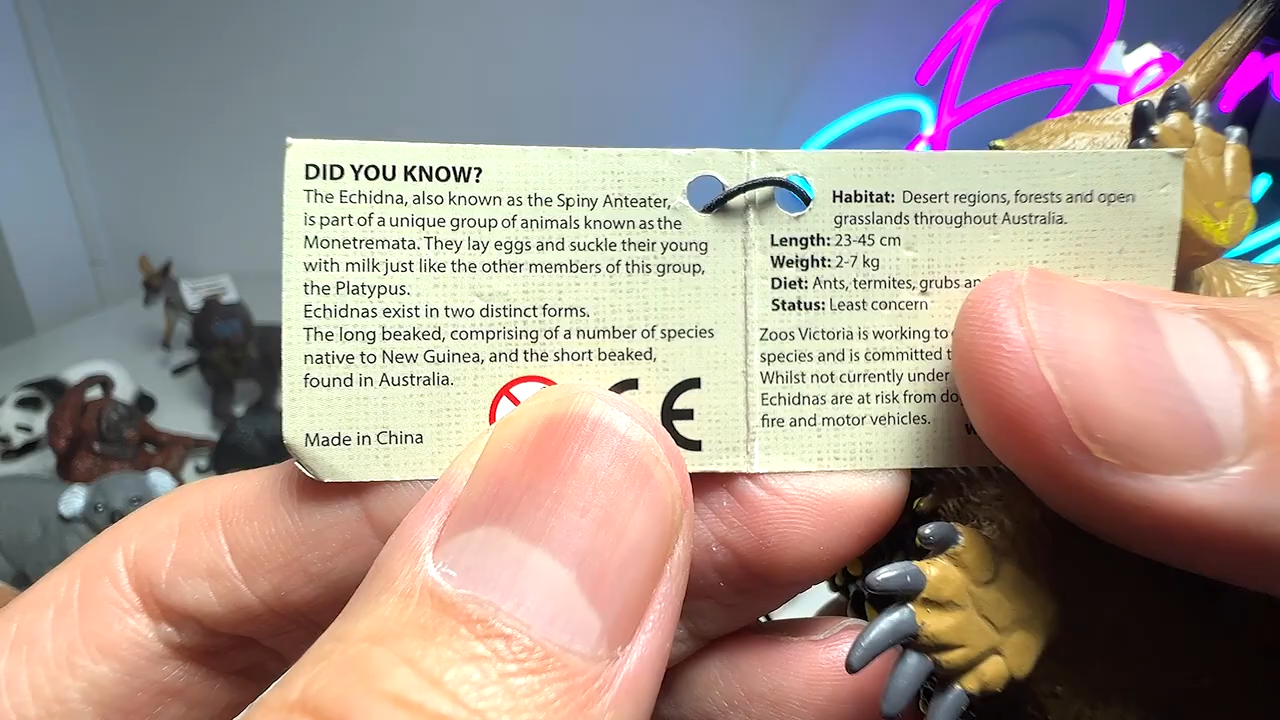 DID YOU KNOW?
The Echidna, also known as the Spiny Anteater,
is part of a unique group of animals known as the
Monetremata. They lay eggs and suckle their young
with milk just like the other members of this group,
the Platypus.
Echidnas exist in two distinct forms.
The long beaked, comprising of a number of species
native to New Guinea, and the short beaked,
found in Australia.
Made in China
CE
Habitat: Desert regions, forests and open
grasslands throughout Australia.
Length: 23-45 cm
Weight: 2-7 kg
Diet: Ants, termites, grubs
Status: Least concern
Zoos Victoria is working to
species and is committed
Whilst not currently under
Echidnas are at risk from
fire and motor vehicles.